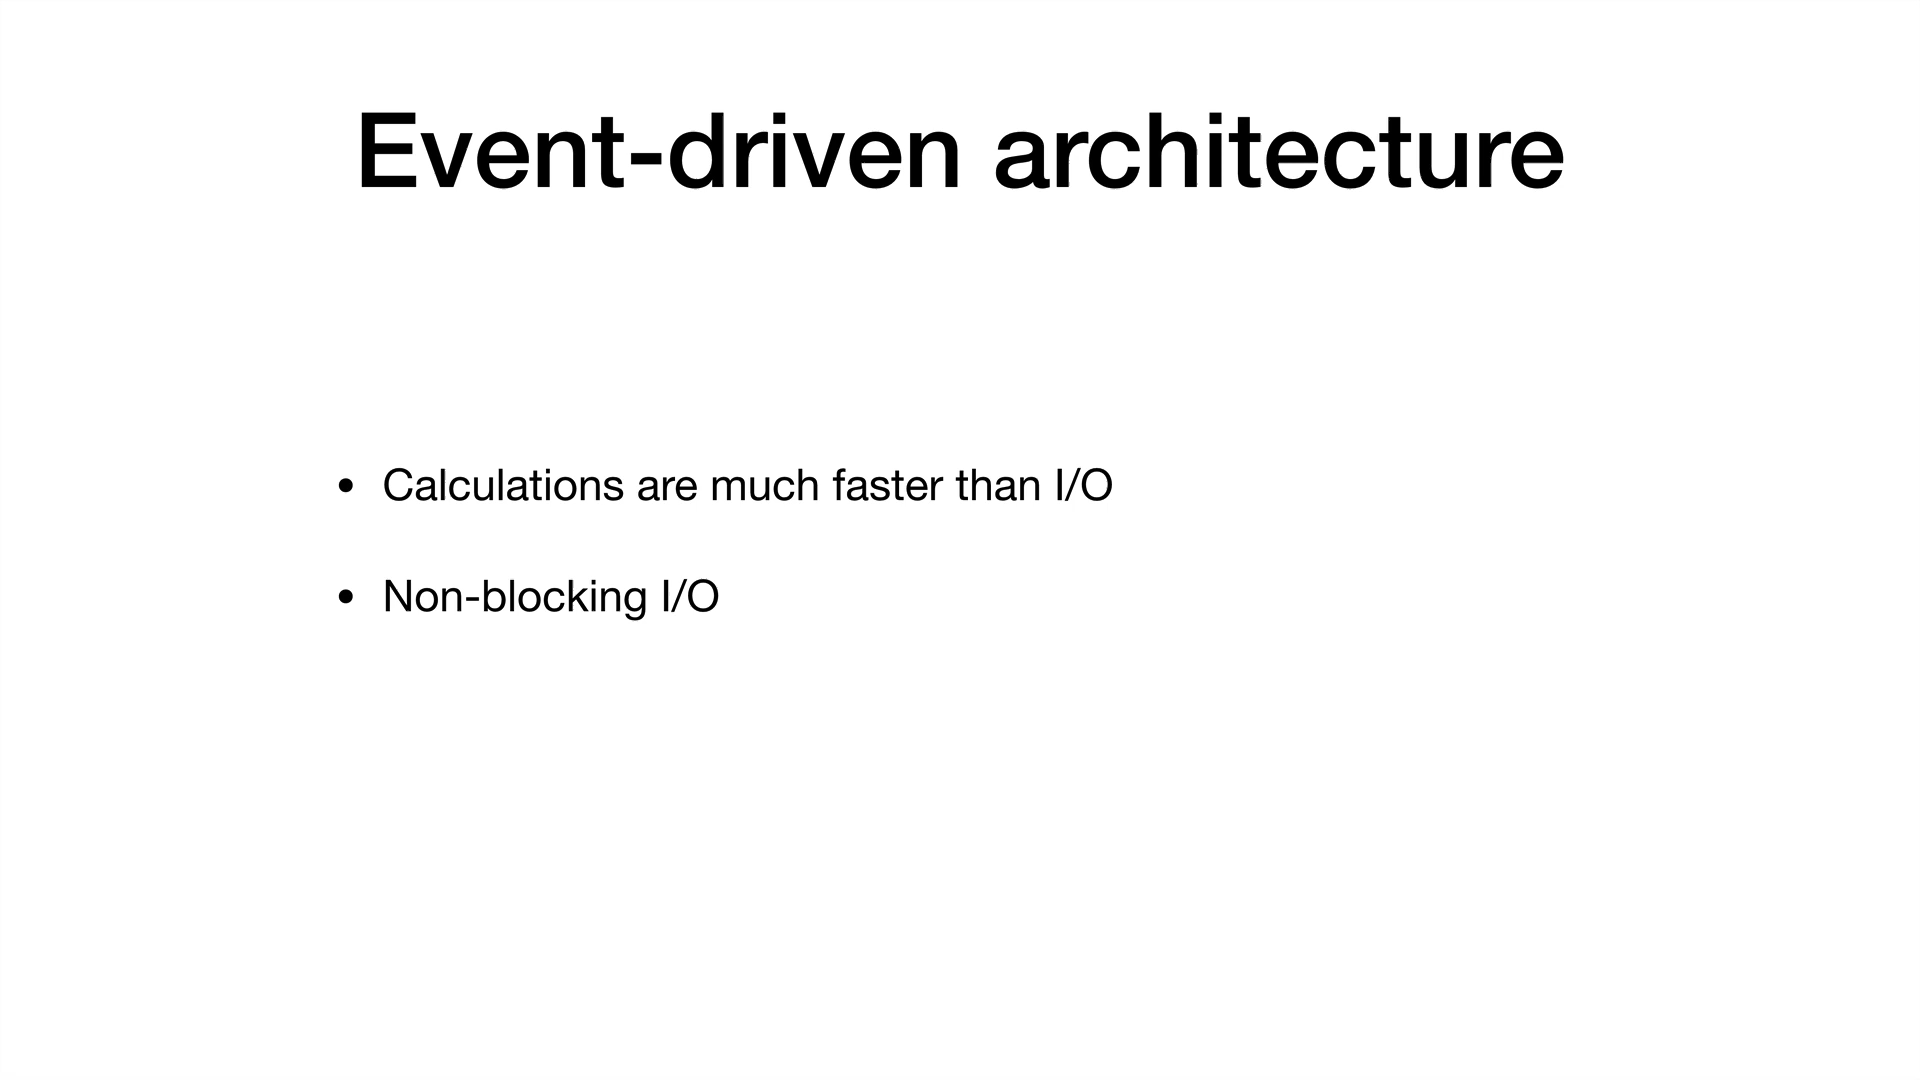 Event-driven architecture
• Calculations are much faster than I/O
• Non-blocking I/O